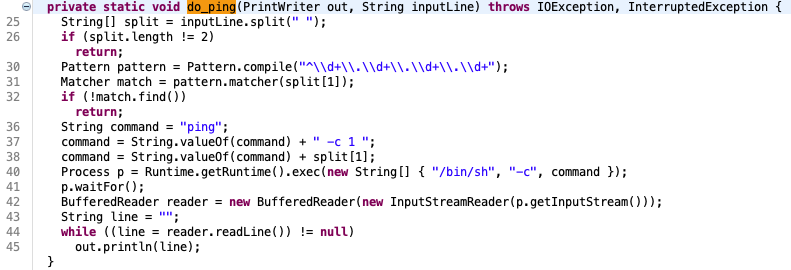 private static void do_ping(PrintWriter out, String inputLine) throws IOException, InterruptedException {
25 String[] split = inputLine.split(" ");
26 if (split.length != 2)
return;
30 Pattern pattern = Pattern.compile("^\\d+\\.\\d+\\.\\d+\\.\\d+");
31 Matcher match = pattern.matcher(split[1]);
32 if (!match.find())
return;
36 String command = "ping";
37 command = String.valueOf(command) + " -c 1 ";
38 command = String.valueOf(command) + split[1];
40 Process p = Runtime.getRuntime().exec(new String[] { "/bin/sh", "-c", command });
41 p.waitFor();
42 BufferedReader reader = new BufferedReader(new InputStreamReader(p.getInputStream()));
43 String line = "";
44 while ((line = reader.readLine()) != null)
45 out.println(line);
}